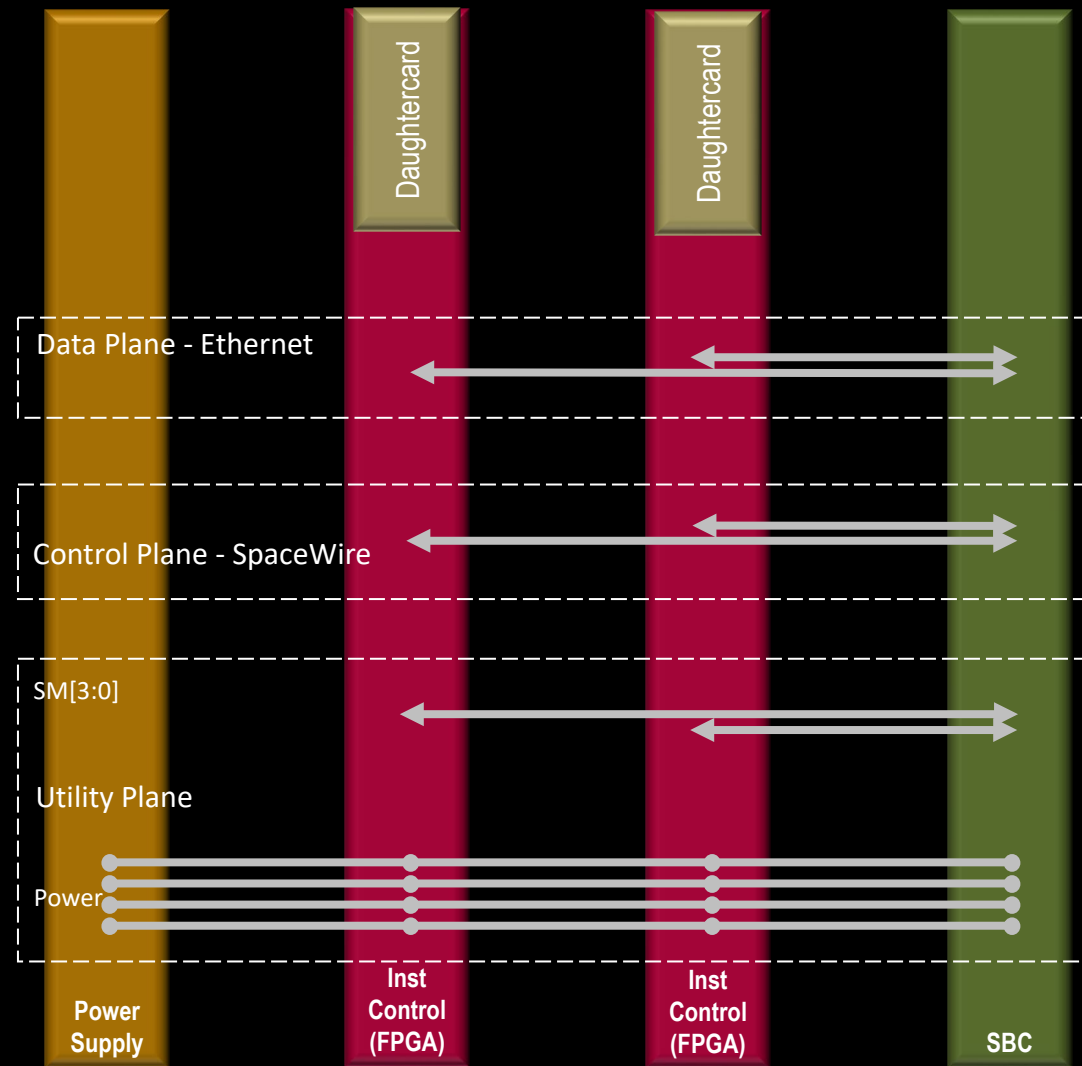 Daughtercard
Daughtercard
Data Plane - Ethernet
Control Plane - SpaceWire
SM[3:0]
Utility Plane
Power
Power
Supply
Inst
Control
(FPGA)
Inst
Control
(FPGA)
SBC